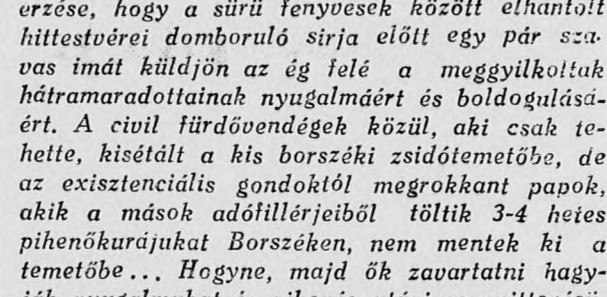 erzése, hogy a sürü fenyvesek között elhantolt
hittestvérei domboruló sirja előtt egy pár sza-
vas imát küldjön az ég felé a meggyilkoltak
hátramaradottainak nyugalmáért és boldogulásá-
ért. A civil fürdővendégek közül, aki csak te-
hette, kisétált a kis borszéki zsidótemetőbe, de
az exisztenciális gondoktól megrokkant papok,
akik a mások adófilléreiből töltik 3-4 hetes
pihenőkurájukat Borszéken, nem mentek ki a
temetőbe... Hogyne, majd ők zavartatni hagy-